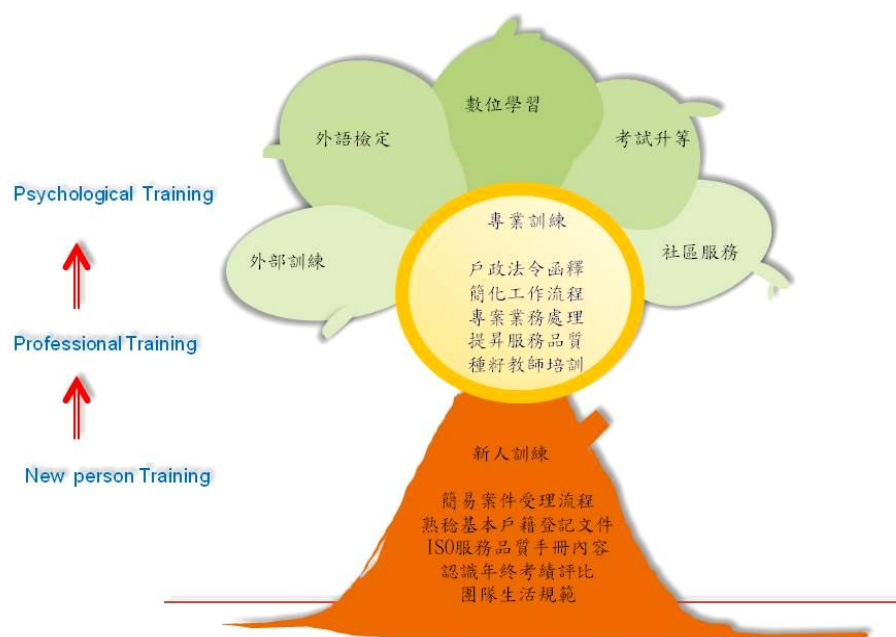 數位學習
外語檢定
考試升等
外部訓練
社區服務
Psychological Training
Professional Training
New person Training
專業訓練
戶政法令函釋
簡化工作流程
專案業務處理
提昇服務品質
種籽教師培訓
新人訓練
簡易案件受理流程
熟稔基本戶籍登記文件
ISO服務品質手冊內容
認識年終考績評比
團隊生活規範